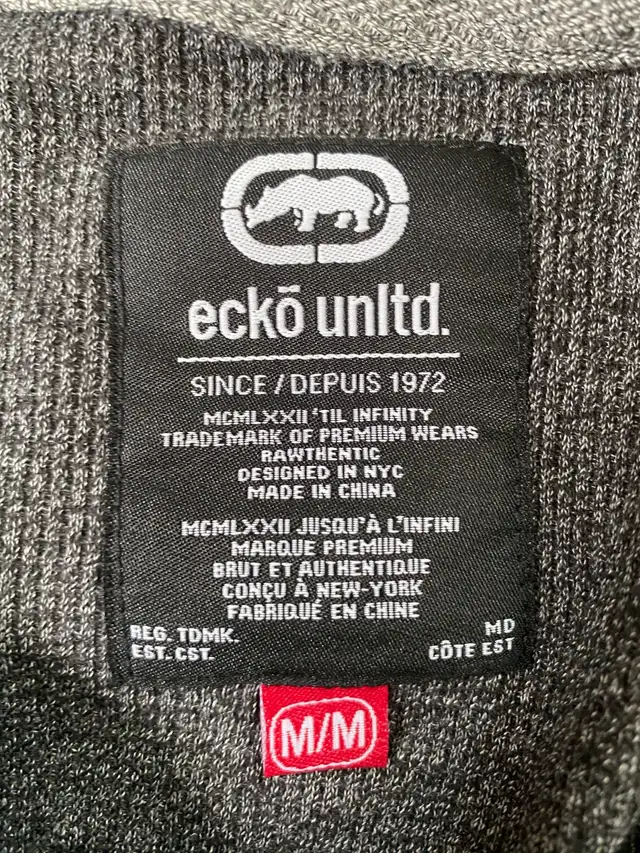 eckō unltd.
SINCE / DEPUIS 1972
MCMLXXII 'TIL INFINITY
TRADEMARK OF PREMIUM WEARS
RAWTHENTIC
DESIGNED IN NYC
MADE IN CHINA
MCMLXXII JUSQU'À L'INFINI
MARQUE PREMIUM
BRUT ET AUTHENTIQUE
CONÇU À NEW-YORK
FABRIQUÉ EN CHINE
REG. TDMK. MD
EST. CST. CÔTE EST
M/M